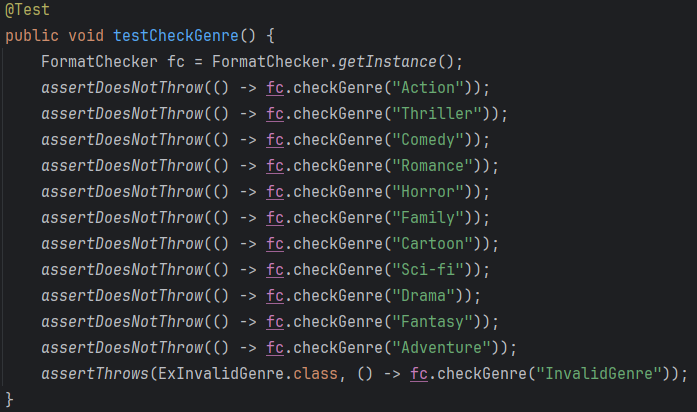 @Test
public void testCheckGenre() {
    FormatChecker fc = FormatChecker.getInstance();
    assertDoesNotThrow(() -> fc.checkGenre("Action"));
    assertDoesNotThrow(() -> fc.checkGenre("Thriller"));
    assertDoesNotThrow(() -> fc.checkGenre("Comedy"));
    assertDoesNotThrow(() -> fc.checkGenre("Romance"));
    assertDoesNotThrow(() -> fc.checkGenre("Horror"));
    assertDoesNotThrow(() -> fc.checkGenre("Family"));
    assertDoesNotThrow(() -> fc.checkGenre("Cartoon"));
    assertDoesNotThrow(() -> fc.checkGenre("Sci-fi"));
    assertDoesNotThrow(() -> fc.checkGenre("Drama"));
    assertDoesNotThrow(() -> fc.checkGenre("Fantasy"));
    assertDoesNotThrow(() -> fc.checkGenre("Adventure"));
    assertThrows(ExInvalidGenre.class, () -> fc.checkGenre("InvalidGenre"));
}